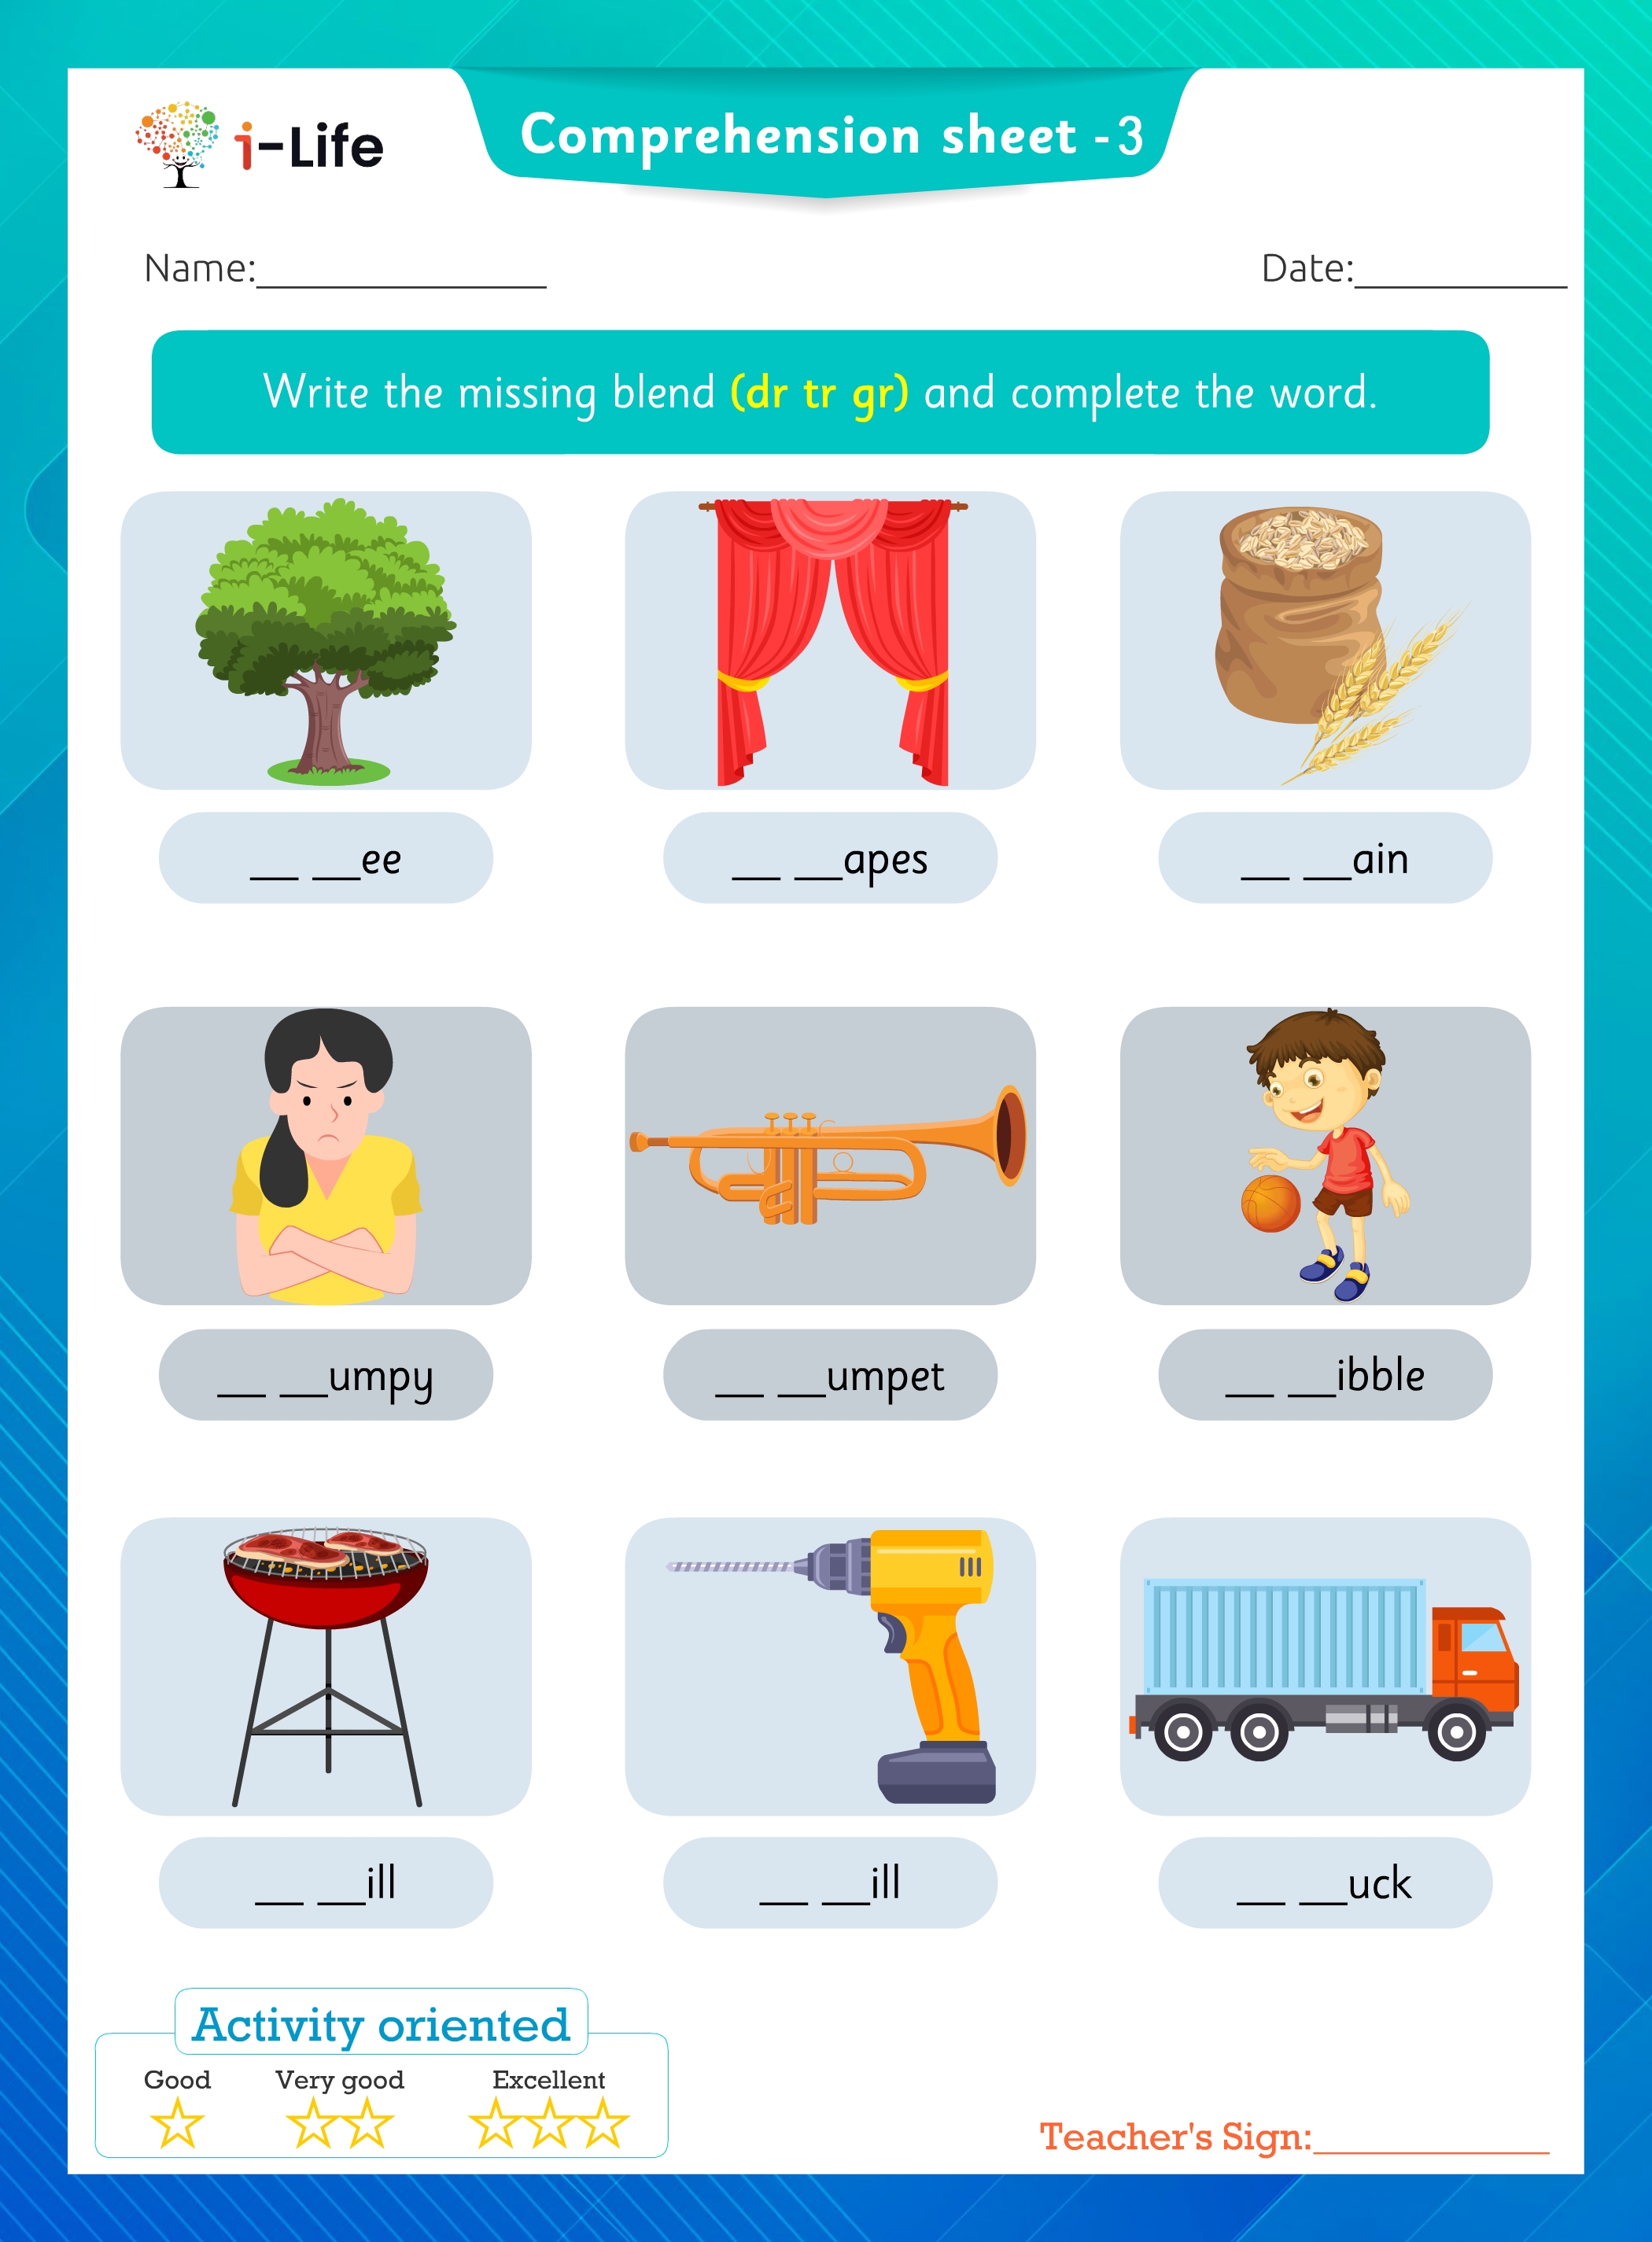 i-Life
Comprehension sheet -3
Name:____________ Date:_________
Write the missing blend (dr tr gr) and complete the word.
__ __ee __ __apes __ __ain
__ __umpy __ __umpet __ __ibble
__ __ill __ __ill __ __uck
Activity oriented
Good Very good Excellent
Teacher's Sign:__________